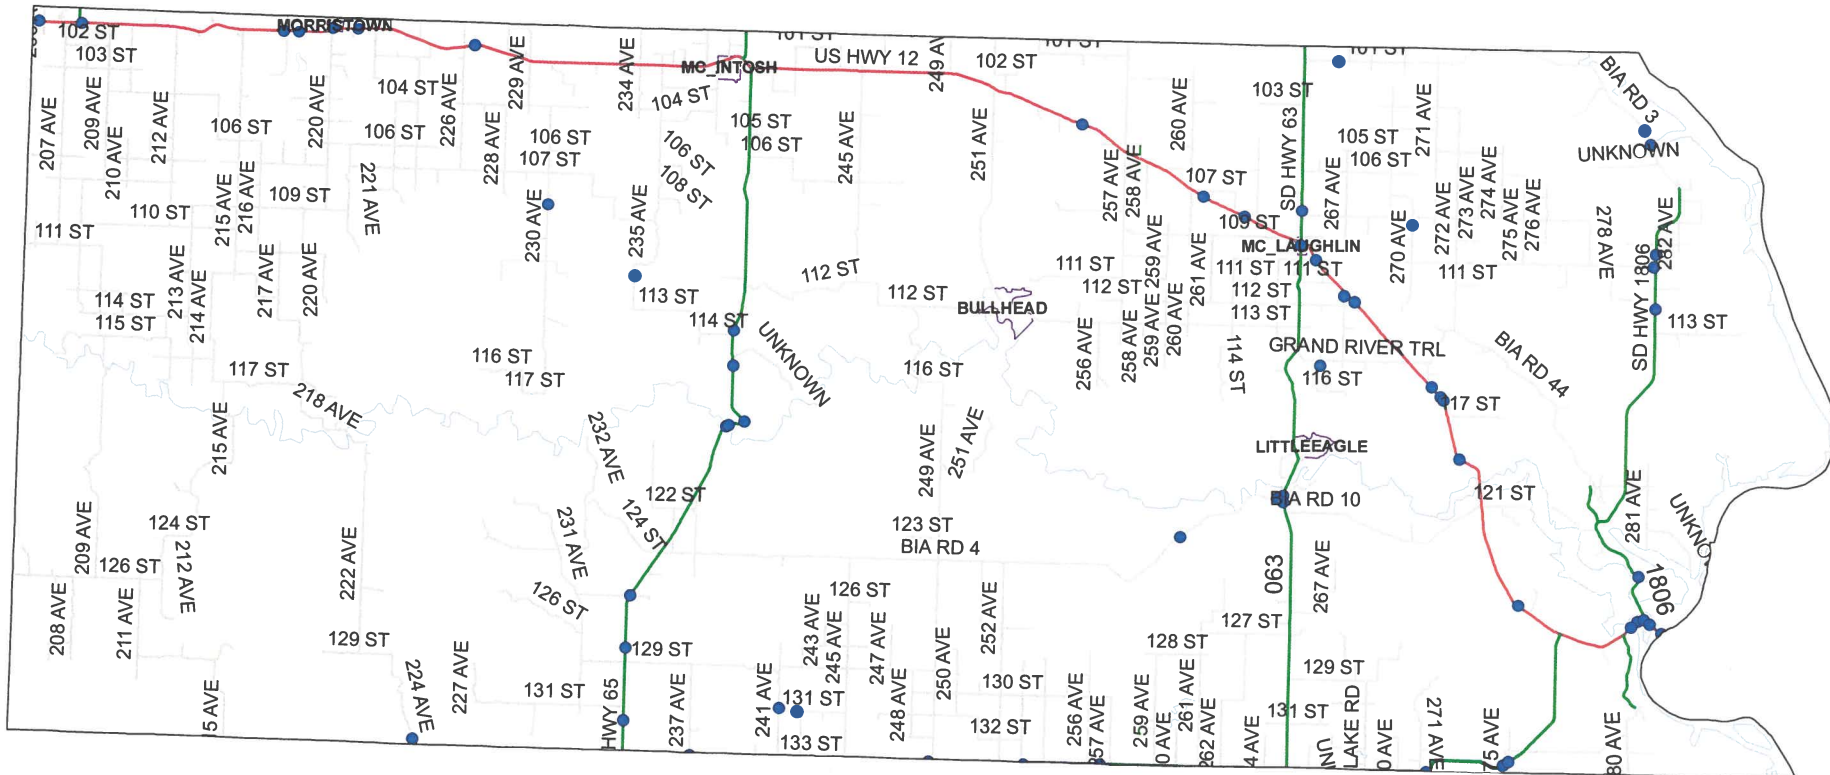 102 ST
MORRISTOWN
103 ST
US HWY 12
MC_INTOSH
102 ST
BIA RD 3
104 ST
104 ST
103 ST
SD HWY 63
207 AVE
209 AVE
210 AVE
212 AVE
106 ST
220 AVE
106 ST
226 AVE
228 AVE
229 AVE
106 ST
107 ST
234 AVE
105 ST
106 ST
106 ST
108 ST
245 AVE
251 AVE
260 AVE
257 AVE
258 AVE
107 ST
105 ST
106 ST
271 AVE
UNKNOWN
109 ST
110 ST
111 ST
215 AVE
216 AVE
221 AVE
230 AVE
235 AVE
109 ST
MC_LAUGHLIN
267 AVE
270 AVE
272 AVE
273 AVE
274 AVE
275 AVE
276 AVE
278 AVE
282 AVE
SD HWY 1806
213 AVE
214 AVE
217 AVE
220 AVE
114 ST
115 ST
113 ST
114 ST
112 ST
112 ST
BULLHEAD
111 ST
112 ST
259 AVE
261 AVE
111 ST
111 ST
112 ST
113 ST
111 ST
113 ST
UNKNOWN
256 AVE
258 AVE
259 AVE
260 AVE
114 ST
GRAND RIVER TRL
116 ST
BIA RD 44
117 ST
218 AVE
116 ST
117 ST
116 ST
117 ST
215 AVE
232 AVE
249 AVE
251 AVE
LITTLEEAGLE
BIA RD 10
121 ST
281 AVE
122 ST
124 ST
123 ST
BIA RD 4
209 AVE
124 ST
212 AVE
126 ST
222 AVE
231 AVE
126 ST
126 ST
063
267 AVE
1806
208 AVE
211 AVE
129 ST
129 ST
243 AVE
245 AVE
247 AVE
250 AVE
252 AVE
127 ST
128 ST
129 ST
224 AVE
227 AVE
131 ST
HWY 65
237 AVE
241 AVE
131 ST
133 ST
248 AVE
130 ST
132 ST
256 AVE
259 AVE
261 AVE
262 AVE
131 ST
LAKE RD
271 AVE